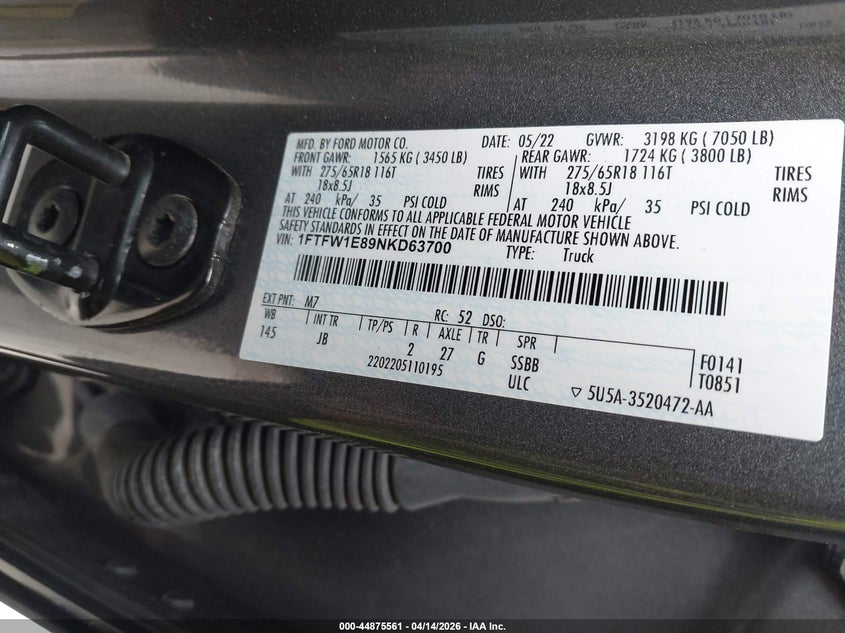 MFD. BY FORD MOTOR CO. DATE: 05/22 GVWR: 3198 KG ( 7050 LB)
FRONT GAWR: 1565 KG ( 3450 LB) REAR GAWR: 1724 KG ( 3800 LB)
WITH 275/65R18 116T TIRES WITH 275/65R18 116T TIRES
18x8.5J RIMS 18x8.5J RIMS
AT 240 kPa/ 35 PSI COLD AT 240 kPa/ 35 PSI COLD
THIS VEHICLE CONFORMS TO ALL APPLICABLE FEDERAL MOTOR VEHICLE
SAFETY STANDARDS IN EFFECT ON THE DATE OF MANUFACTURE SHOWN ABOVE.
VIN: 1FTFW1E89NKD63700 TYPE: Truck
EXT PNT: M7 RC: 52 DSO:
WB INT TR TP/PS R AXLE TR SPR F0141
145 JB 2 27 G SSBB T0851
2202205110195 ULC
5U5A-3520472-AA
000-44875561 - 04/14/2026 - IAA Inc.